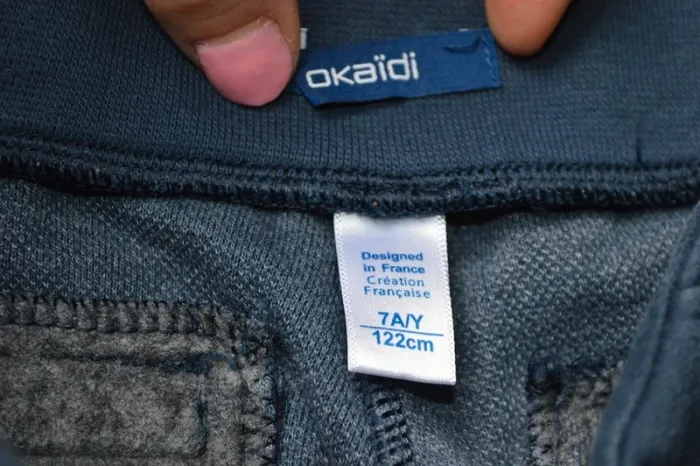 okaïdi
Designed
in France
Création
Française
7A/Y
122cm